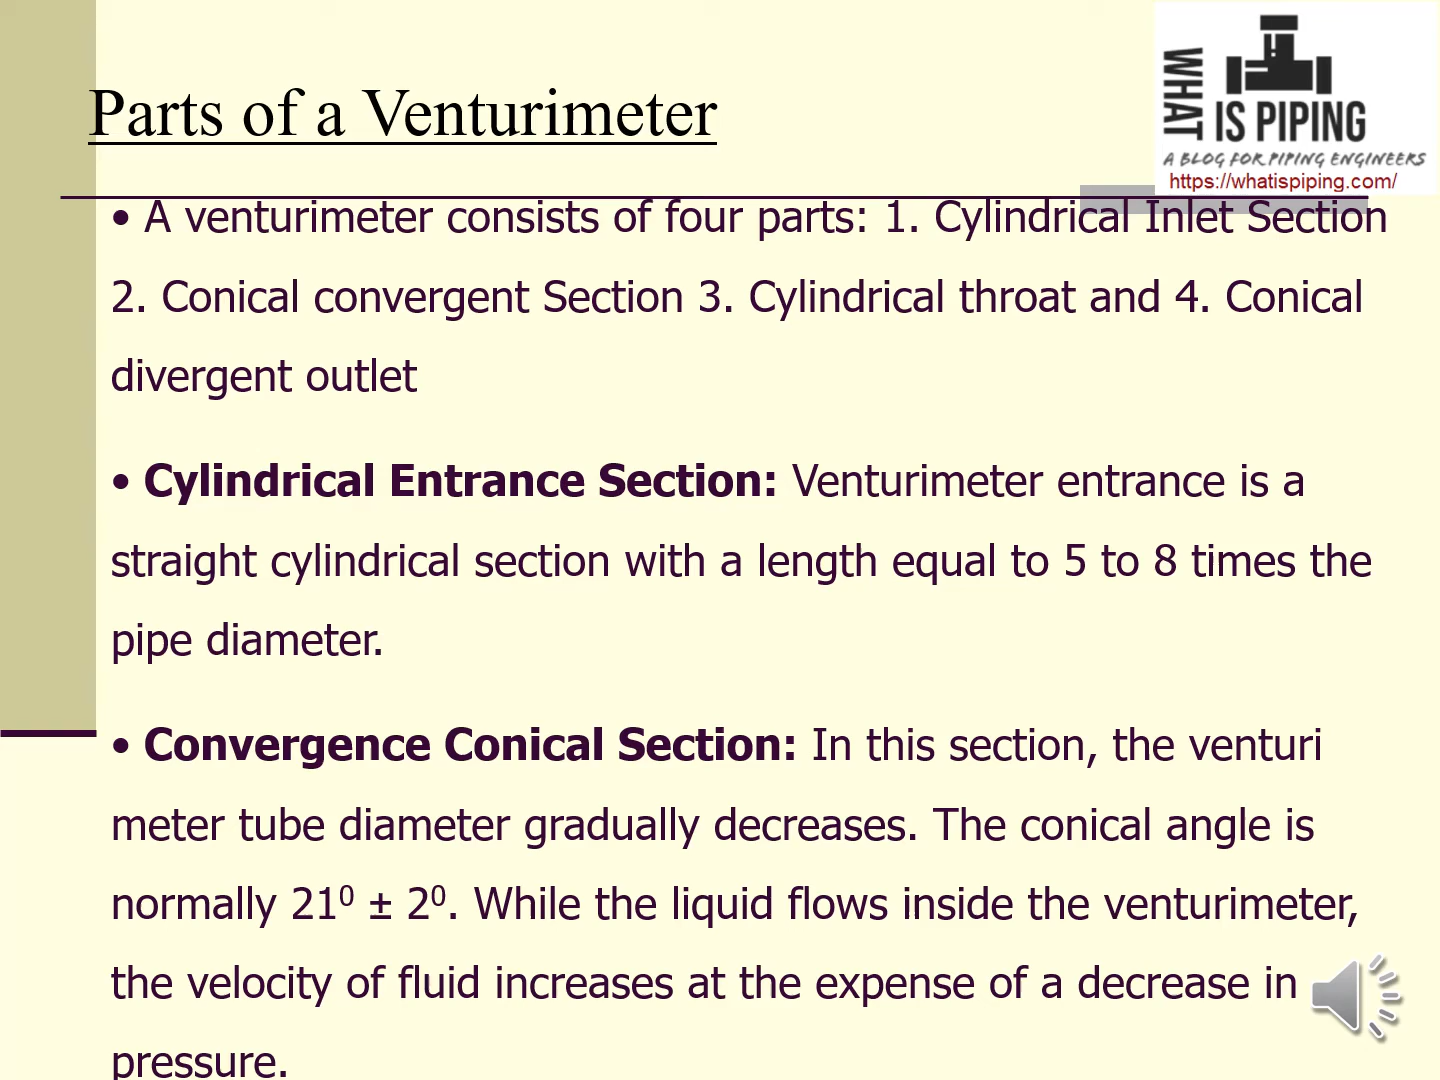 Parts of a Venturimeter
WHAT
IS PIPING
A BLOG FOR PIPING ENGINEERS
https://whatispiping.com/
• A venturimeter consists of four parts: 1. Cylindrical Inlet Section
2. Conical convergent Section 3. Cylindrical throat and 4. Conical
divergent outlet
• Cylindrical Entrance Section: Venturimeter entrance is a
straight cylindrical section with a length equal to 5 to 8 times the
pipe diameter.
• Convergence Conical Section: In this section, the venturi
meter tube diameter gradually decreases. The conical angle is
normally 21⁰ ± 2⁰. While the liquid flows inside the venturimeter,
the velocity of fluid increases at the expense of a decrease in
pressure.